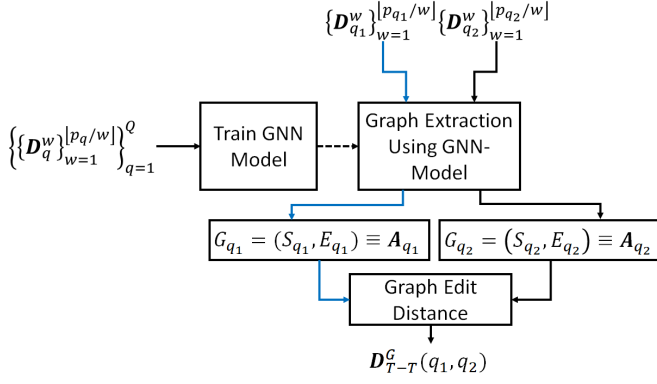 {𝑫_{q_1}^w}_{w=1}^{⌊p_{q_1}/w⌋} {𝑫_{q_2}^w}_{w=1}^{⌊p_{q_2}/w⌋}
{{𝑫_q^w}_{w=1}^{⌊p_q/w⌋}}_{q=1}^Q
Train GNN
Model
Graph Extraction
Using GNN-
Model
G_{q_1} = (S_{q_1}, E_{q_1}) ≡ 𝑨_{q_1}
G_{q_2} = (S_{q_2}, E_{q_2}) ≡ 𝑨_{q_2}
Graph Edit
Distance
𝑫_{T−T}^G(q_1, q_2)